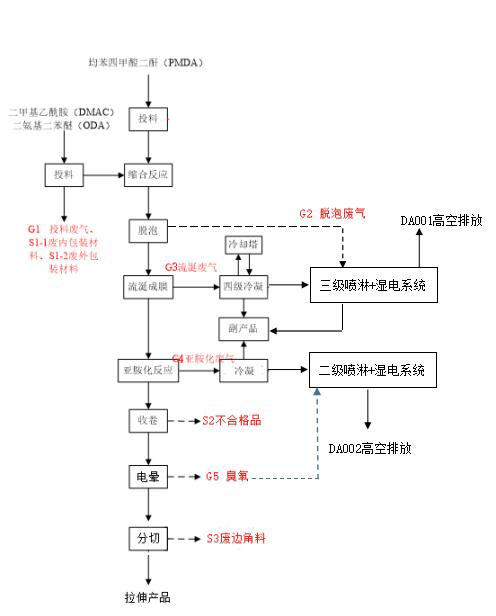 均苯四甲酸二酐（PMDA）
二甲基乙酰胺（DMAC）
二氨基二苯醚（ODA）
投料
投料
缩合反应
G1 投料废气、
S1-1废内包装材
料、S1-2废外包
装材料
脱泡
G2 脱泡废气
DA001高空排放
冷却塔
流涎成膜
G3流涎废气
四级冷凝
三级喷淋+湿电系统
副产品
亚胺化反应
G4亚胺化废气
冷凝
二级喷淋+湿电系统
收卷
S2不合格品
DA002高空排放
电晕
G5 臭氧
分切
S3废边角料
拉伸产品